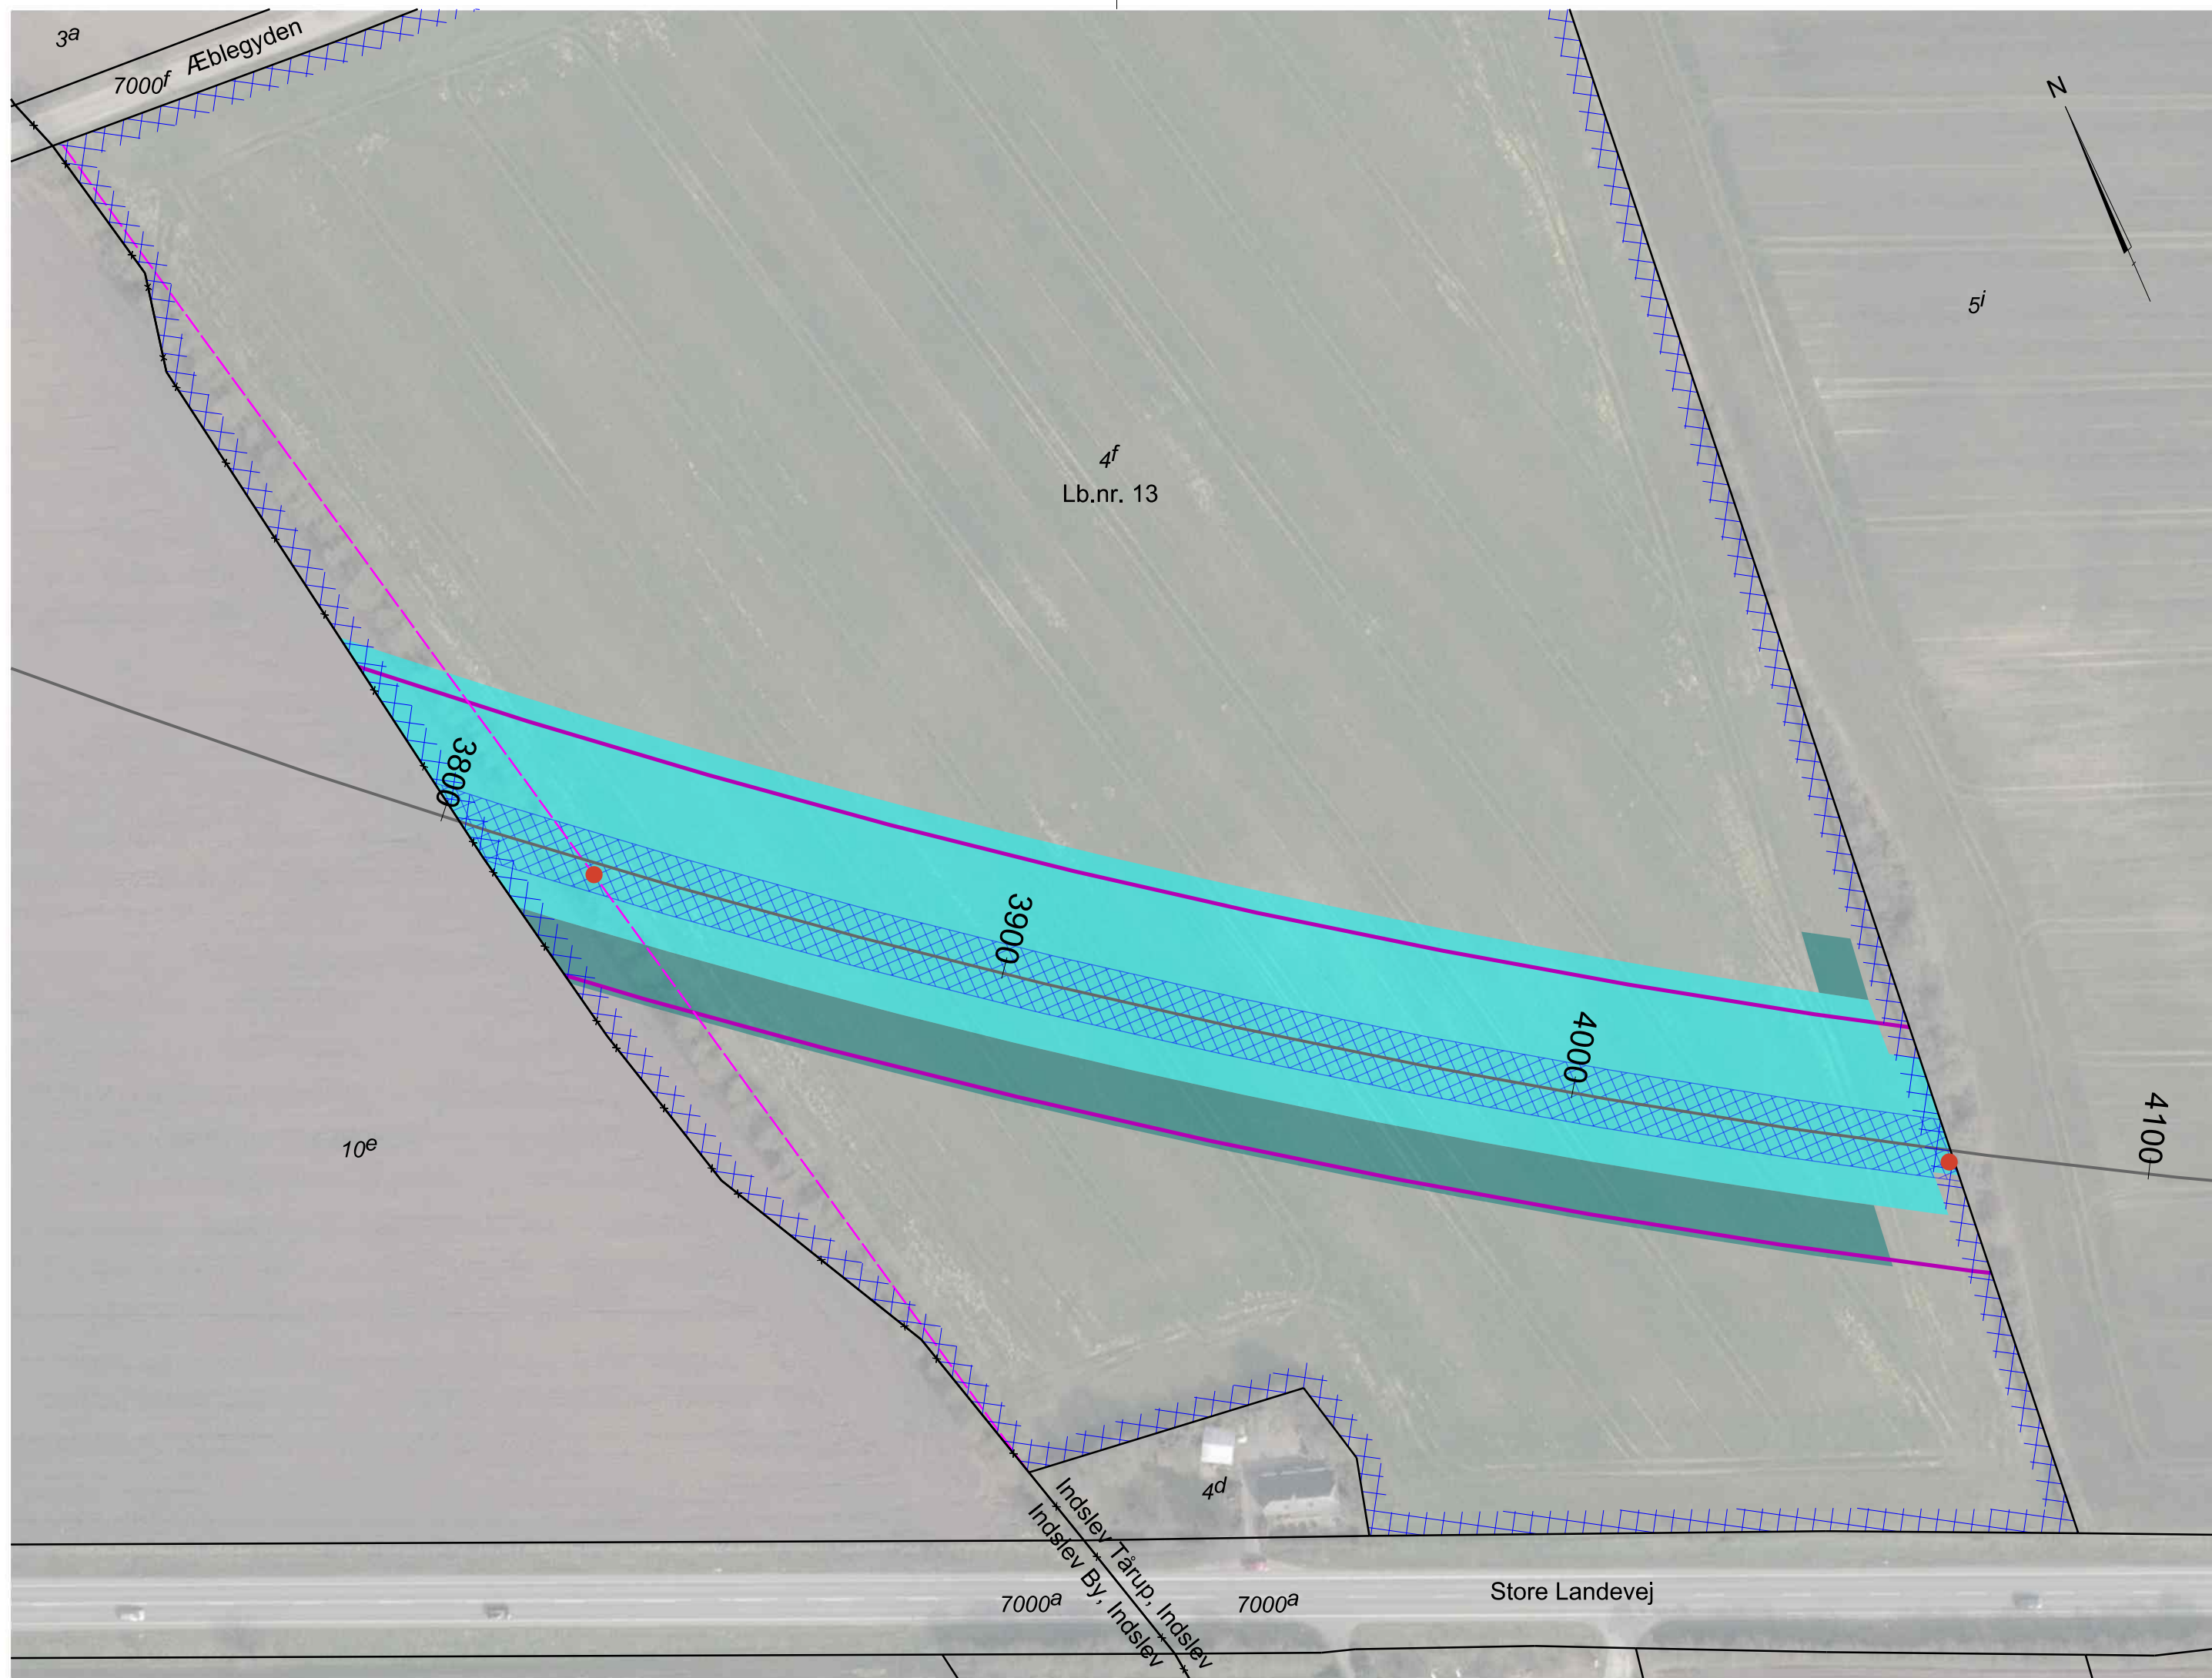 3a
Æblegyden
7000f
N
5i
4f
Lb.nr. 13
3800
3900
4000
4100
10e
4d
Indslev Tårup, Indslev
Indslev By, Indslev
7000a
7000a
Store Landevej